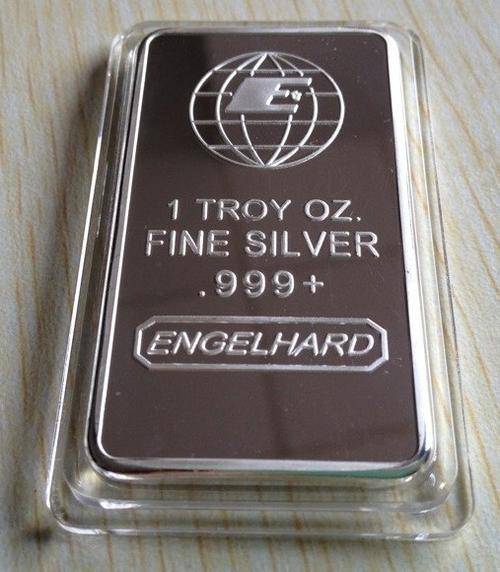 E
1 TROY OZ.
FINE SILVER
.999+
ENGELHARD